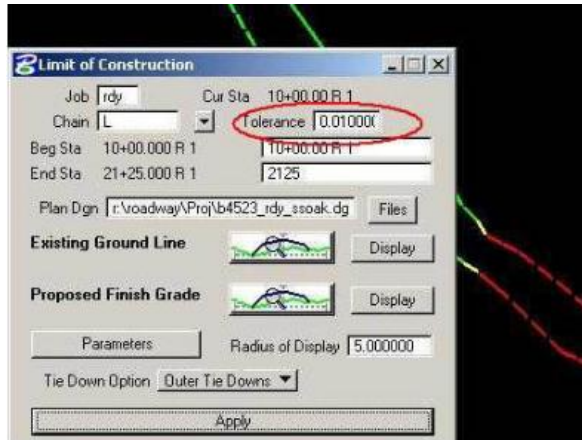 Limit of Construction
Job rdy Cur Sta 10+00.00 R 1
Chain L Tolerance 0.01000(
Beg Sta 10+00.000 R 1 10+00.00 R 1
End Sta 21+25.000 R 1 2125
Plan Dgn r:\roadway\Proj\b4523_rdy_ssoak.dg Files
Existing Ground Line Display
Proposed Finish Grade Display
Parameters Radius of Display 5.000000
Tie Down Option Outer Tie Downs
Apply